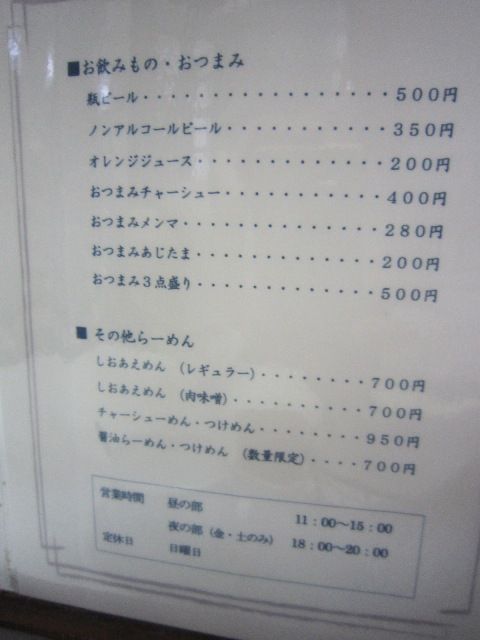 ■お飲みもの・おつまみ
瓶ビール・・・・・・・・・・・・・・・・・・５００円
ノンアルコールビール・・・・・・・・・・・・３５０円
オレンジジュース・・・・・・・・・・・・・・２００円
おつまみチャーシュー・・・・・・・・・・・・４００円
おつまみメンマ・・・・・・・・・・・・・・・２８０円
おつまみあじたま・・・・・・・・・・・・・・２００円
おつまみ３点盛り・・・・・・・・・・・・・・５００円
■ その他らーめん
しおあえめん （レギュラー）・・・・・・・・７００円
しおあえめん （肉味噌）・・・・・・・・・・７００円
チャーシューめん・つけめん・・・・・・・・９５０円
醤油らーめん・つけめん （数量限定）・・・・７００円
営業時間 昼の部 11：00～15：00
夜の部（金・土のみ） 18：00～20：00
定休日 日曜日